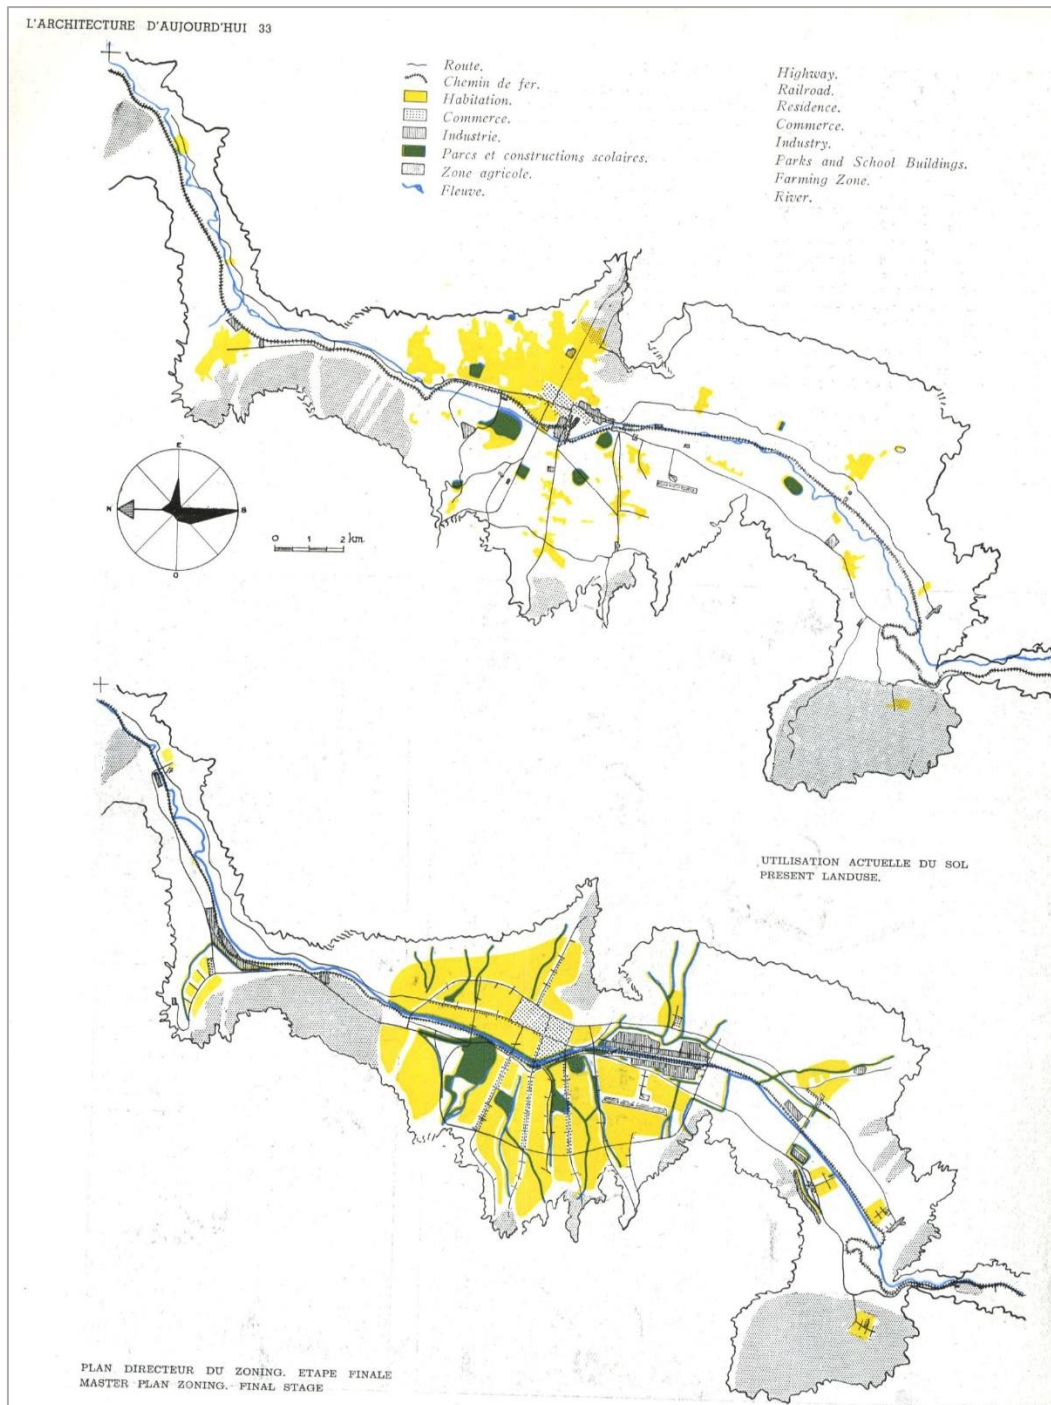 L'ARCHITECTURE D'AUJOURD'HUI 33
Route.
Chemin de fer.
Habitation.
Commerce.
Industrie.
Parcs et constructions scolaires.
Zone agricole.
Fleuve.
Highway.
Railroad.
Residence.
Commerce.
Industry.
Parks and School Buildings.
Farming Zone.
River.
E
N
S
O
0 1 2 km.
UTILISATION ACTUELLE DU SOL
PRESENT LANDUSE.
PLAN DIRECTEUR DU ZONING. ETAPE FINALE
MASTER PLAN ZONING. FINAL STAGE